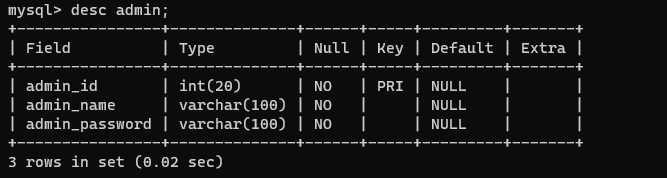 mysql> desc admin;
+----------------+--------------+------+-----+---------+-------+
| Field          | Type         | Null | Key | Default | Extra |
+----------------+--------------+------+-----+---------+-------+
| admin_id       | int(20)      | NO   | PRI | NULL    |       |
| admin_name     | varchar(100) | NO   |     | NULL    |       |
| admin_password | varchar(100) | NO   |     | NULL    |       |
+----------------+--------------+------+-----+---------+-------+
3 rows in set (0.02 sec)